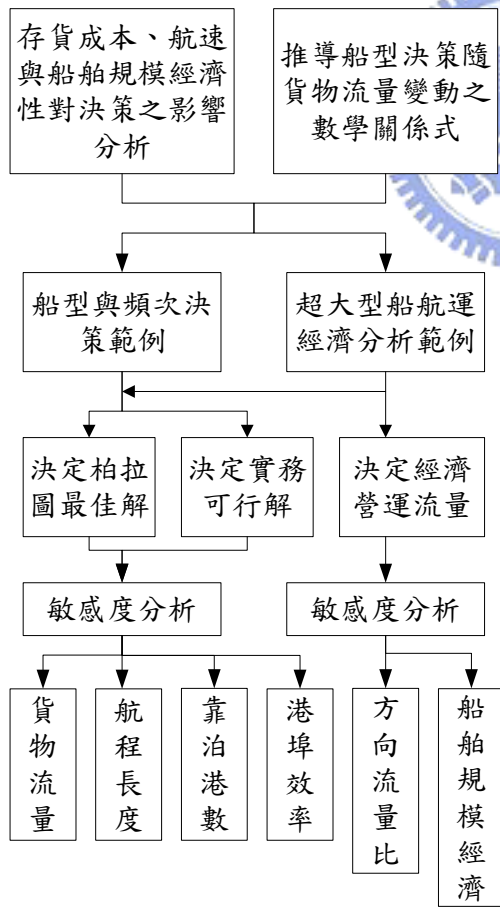 存貨成本、航速
與船舶規模經濟
性對決策之影響
分析
推導船型決策隨
貨物流量變動之
數學關係式
船型與頻次決
策範例
超大型船航運
經濟分析範例
決定柏拉
圖最佳解
決定實務
可行解
決定經濟
營運流量
敏感度分析
敏感度分析
貨物流量
航程長度
靠泊港數
港埠效率
方向流量比
船舶規模經濟